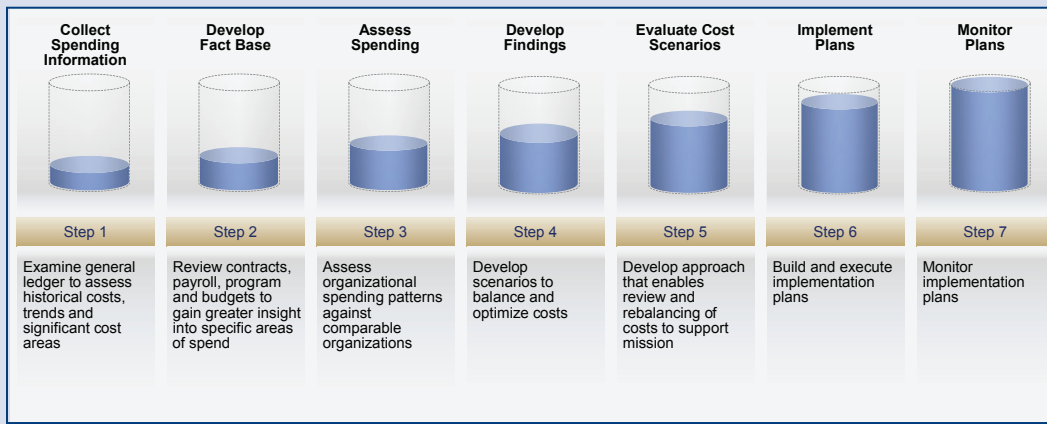 Collect
Spending
Information
Develop
Fact Base
Assess
Spending
Develop
Findings
Evaluate Cost
Scenarios
Implement
Plans
Monitor
Plans
Step 1
Step 2
Step 3
Step 4
Step 5
Step 6
Step 7
Examine general
ledger to assess
historical costs,
trends and
significant cost
areas
Review contracts,
payroll, program
and budgets to
gain greater insight
into specific areas
of spend
Assess
organizational
spending patterns
against
comparable
organizations
Develop
scenarios to
balance and
optimize costs
Develop approach
that enables
review and
rebalancing of
costs to support
mission
Build and execute
implementation
plans
Monitor
implementation
plans